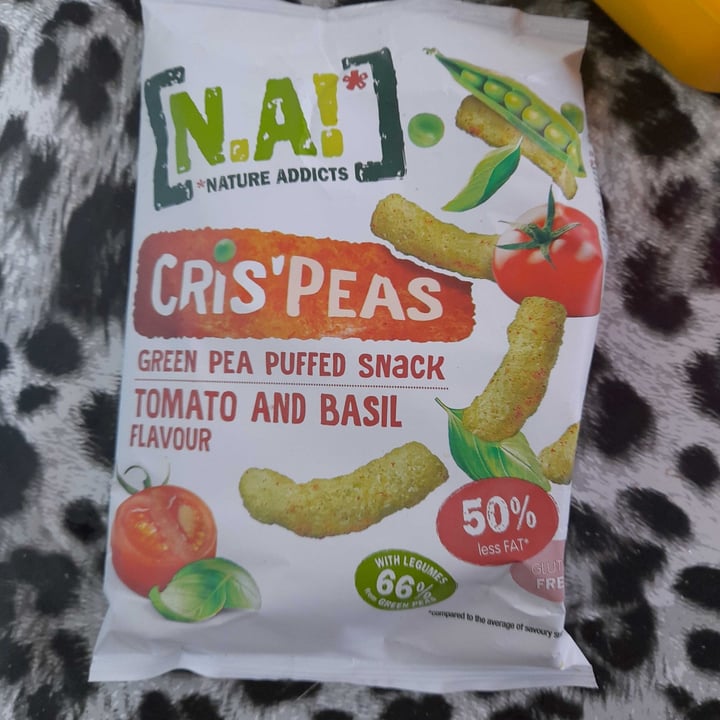 [N.A!*]
*NATURE ADDICTS
CRIS'PEAS
GREEN PEA PUFFED SNACK
TOMATO AND BASIL
FLAVOUR
50%
less FAT*
WITH LEGUMES
66%
from GREEN PEAS
FREE
*compared to the average of savoury